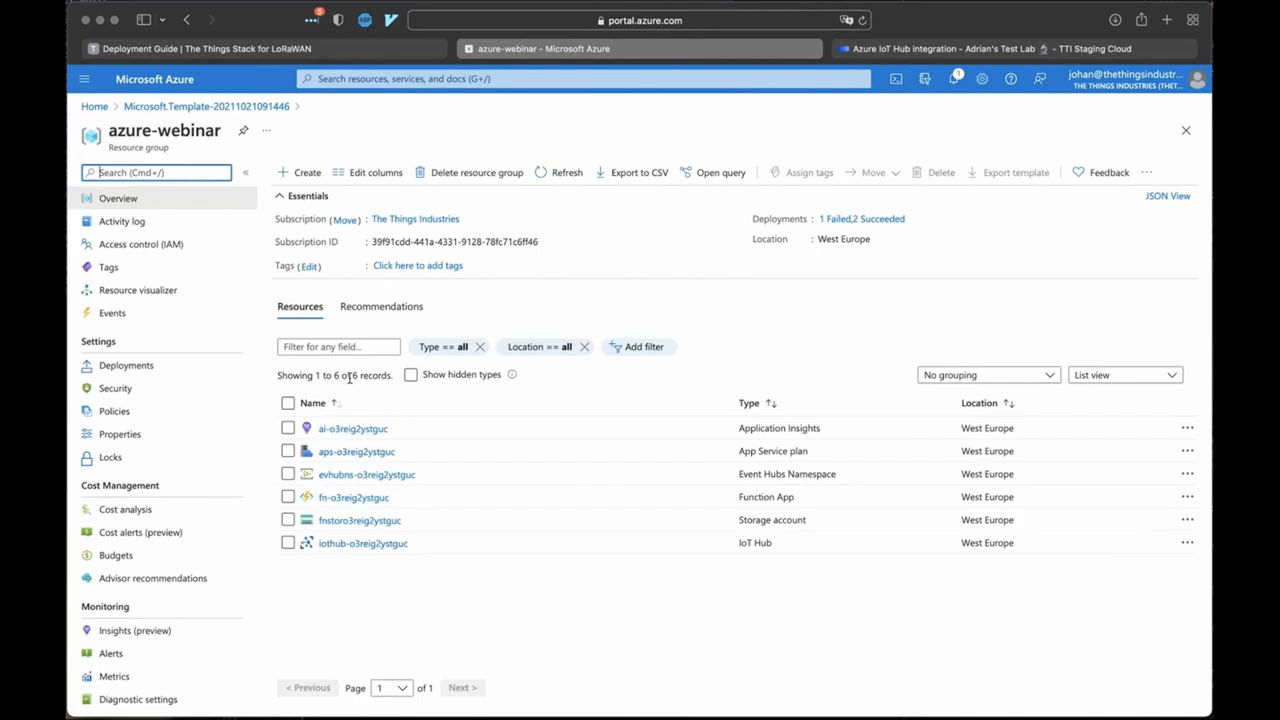 5
portal.azure.com
Deployment Guide | The Things Stack for LoRaWAN
azure-webinar - Microsoft Azure
Azure IoT Hub integration - Adrian's Test Lab 🔬 - TTI Staging Cloud
Microsoft Azure
Search resources, services, and docs (G+/)
1
johan@thethingsindustr...
THE THINGS INDUSTRIES (THET...
Home > Microsoft.Template-20211021091446 >
azure-webinar
...
Resource group
Search (Cmd+/)
«
Create
Edit columns
Delete resource group
Refresh
Export to CSV
Open query
Assign tags
Move
Delete
Export template
Feedback
...
Overview
Activity log
Access control (IAM)
Tags
Resource visualizer
Events
Settings
Deployments
Security
Policies
Properties
Locks
Cost Management
Cost analysis
Cost alerts (preview)
Budgets
Advisor recommendations
Monitoring
Insights (preview)
Alerts
Metrics
Diagnostic settings
Essentials
JSON View
Subscription (Move) : The Things Industries
Deployments : 1 Failed,2 Succeeded
Subscription ID : 39f91cdd-441a-4331-9128-78fc71c6ff46
Location : West Europe
Tags (Edit) : Click here to add tags
Resources
Recommendations
Filter for any field...
Type == all
Location == all
Add filter
Showing 1 to 6 of 6 records.
Show hidden types
No grouping
List view
Name Type Location
ai-o3reig2ystguc Application Insights West Europe ...
aps-o3reig2ystguc App Service plan West Europe ...
evhubns-o3reig2ystguc Event Hubs Namespace West Europe ...
fn-o3reig2ystguc Function App West Europe ...
fnstoro3reig2ystguc Storage account West Europe ...
iothub-o3reig2ystguc IoT Hub West Europe ...
< Previous Page 1 of 1 Next >